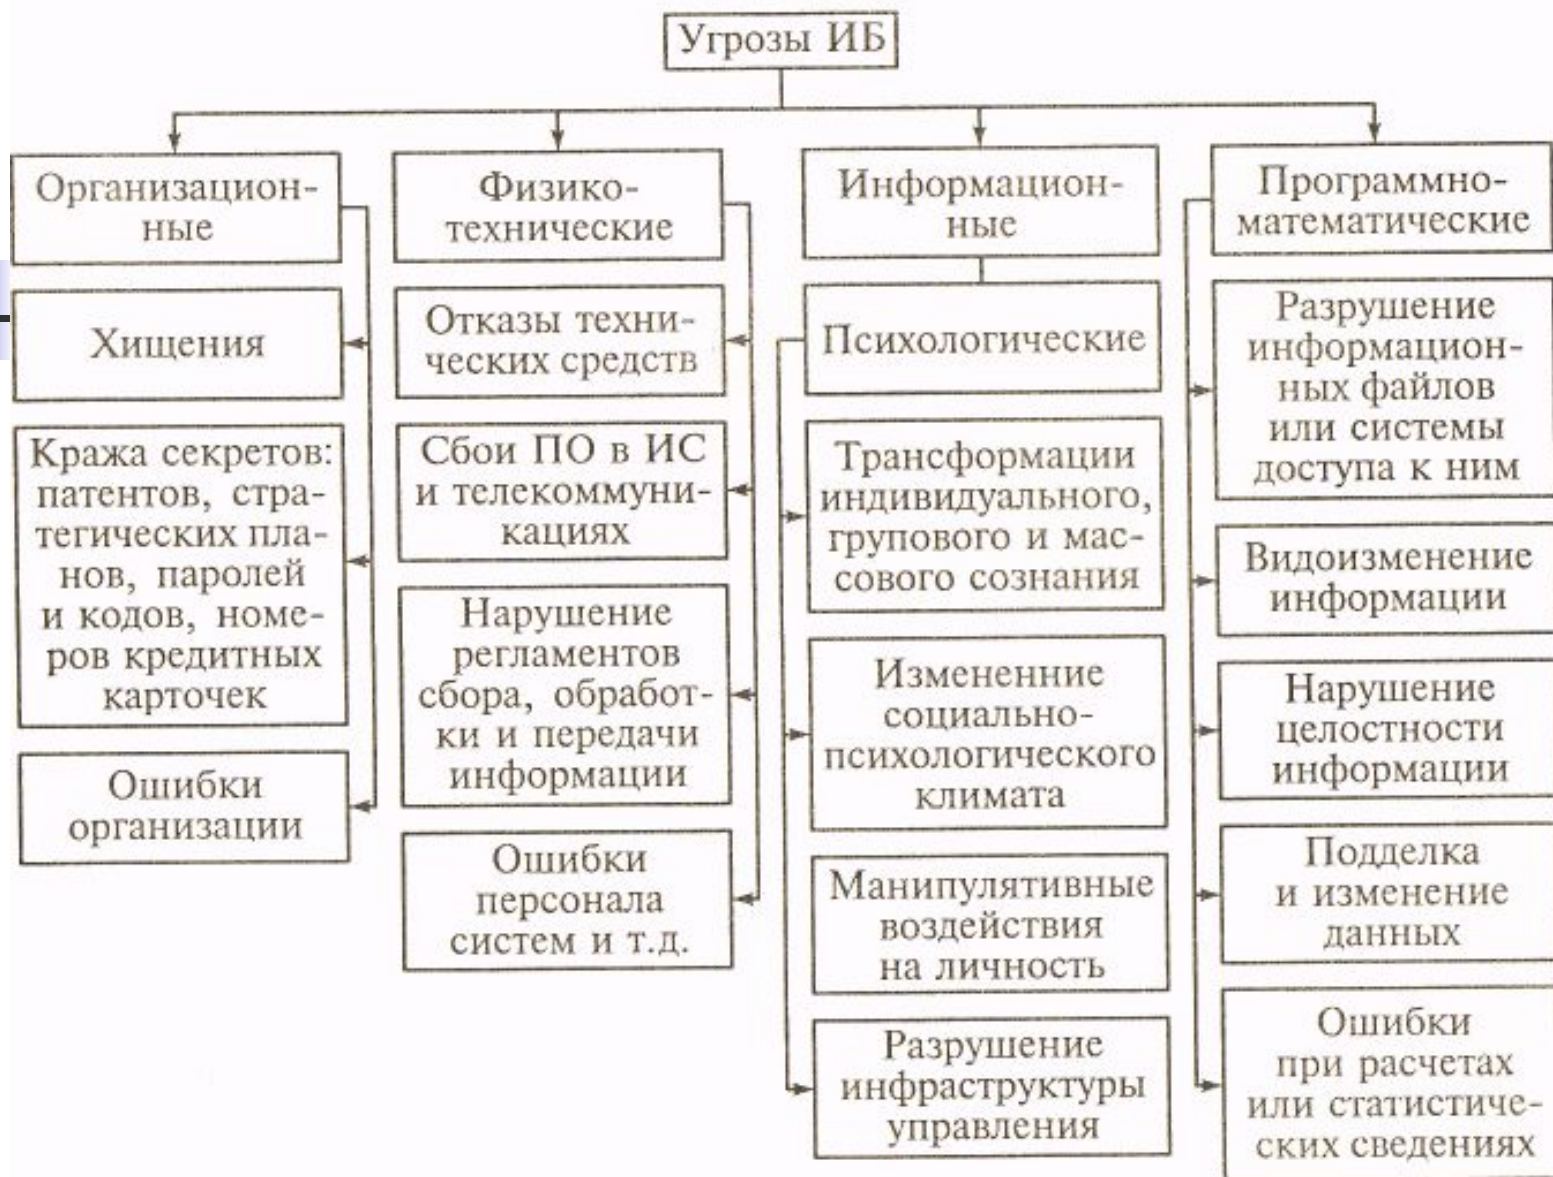 Угрозы ИБ
Организацион-
ные
Хищения
Кража секретов:
патентов, стра-
тегических пла-
нов, паролей
и кодов, номе-
ров кредитных
карточек
Ошибки
организации
Физико-
технические
Отказы техни-
ческих средств
Сбои ПО в ИС
и телекоммуни-
кациях
Нарушение
регламентов
сбора, обработ-
ки и передачи
информации
Ошибки
персонала
систем и т.д.
Информацион-
ные
Психологические
Трансформации
индивидуального,
групового и мас-
сового сознания
Измененние
социально-
психологического
климата
Манипулятивные
воздействия
на личность
Разрушение
инфраструктуры
управления
Программно-
математические
Разрушение
информацион-
ных файлов
или системы
доступа к ним
Видоизменение
информации
Нарушение
целостности
информации
Подделка
и изменение
данных
Ошибки
при расчетах
или статистиче-
ских сведениях